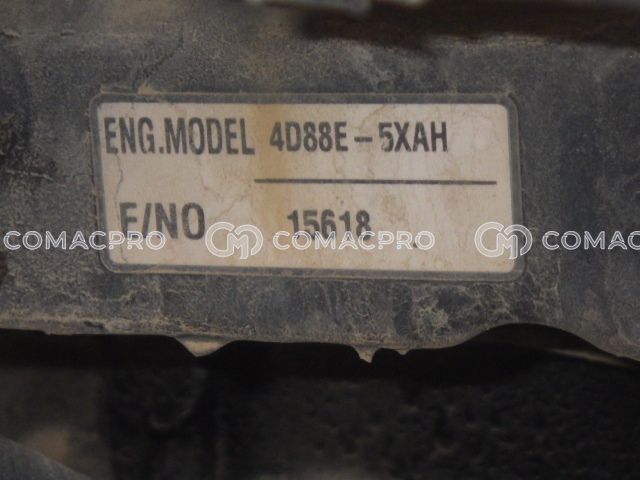 ENG.MODEL 4D88E-5XAH
E/NO 15618
COMACPRO COMACPRO COMACPRO